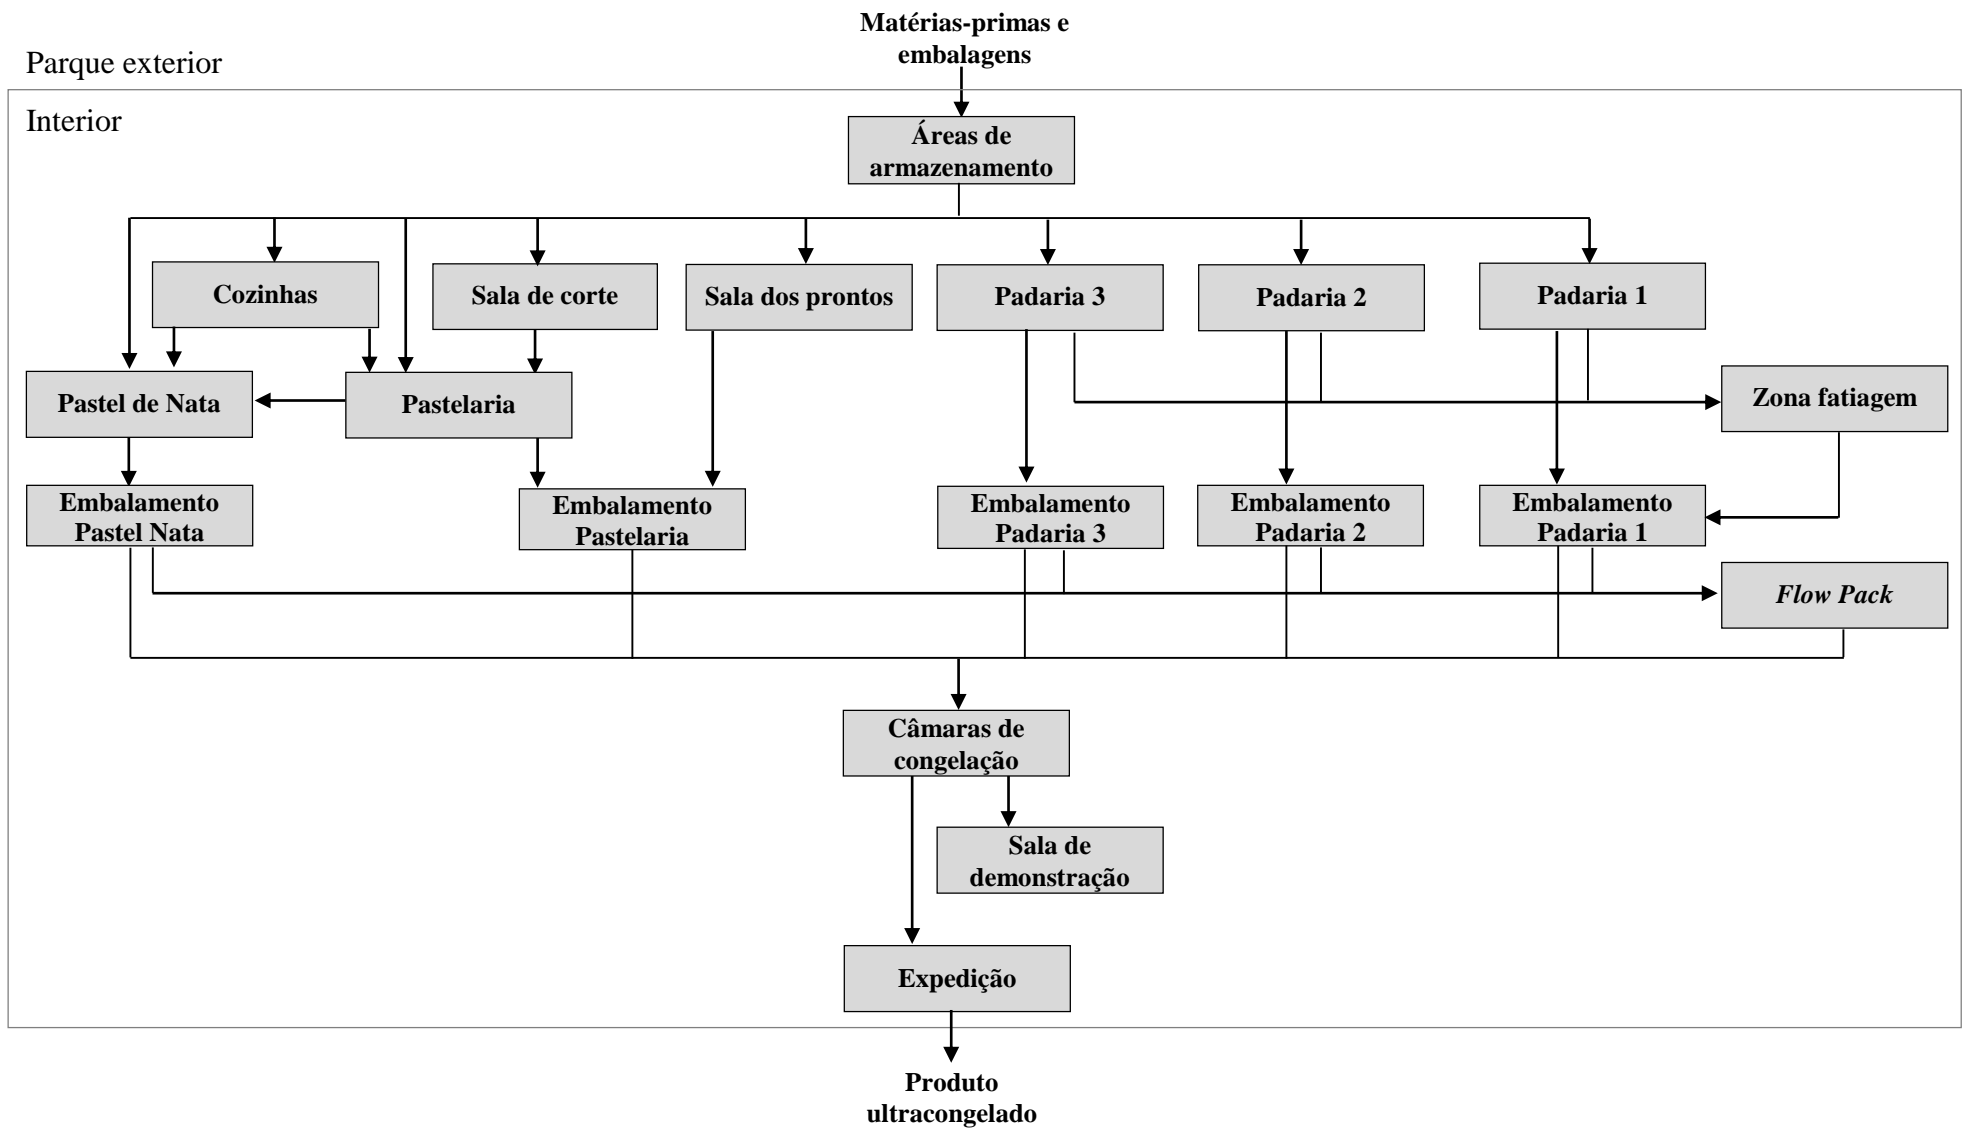 Matérias-primas e
embalagens
Parque exterior
Interior
Áreas de
armazenamento
Cozinhas
Sala de corte
Sala dos prontos
Padaria 3
Padaria 2
Padaria 1
Pastel de Nata
Pastelaria
Zona fatiagem
Embalamento
Pastel Nata
Embalamento
Pastelaria
Embalamento
Padaria 3
Embalamento
Padaria 2
Embalamento
Padaria 1
Flow Pack
Câmaras de
congelação
Sala de
demonstração
Expedição
Produto
ultracongelado